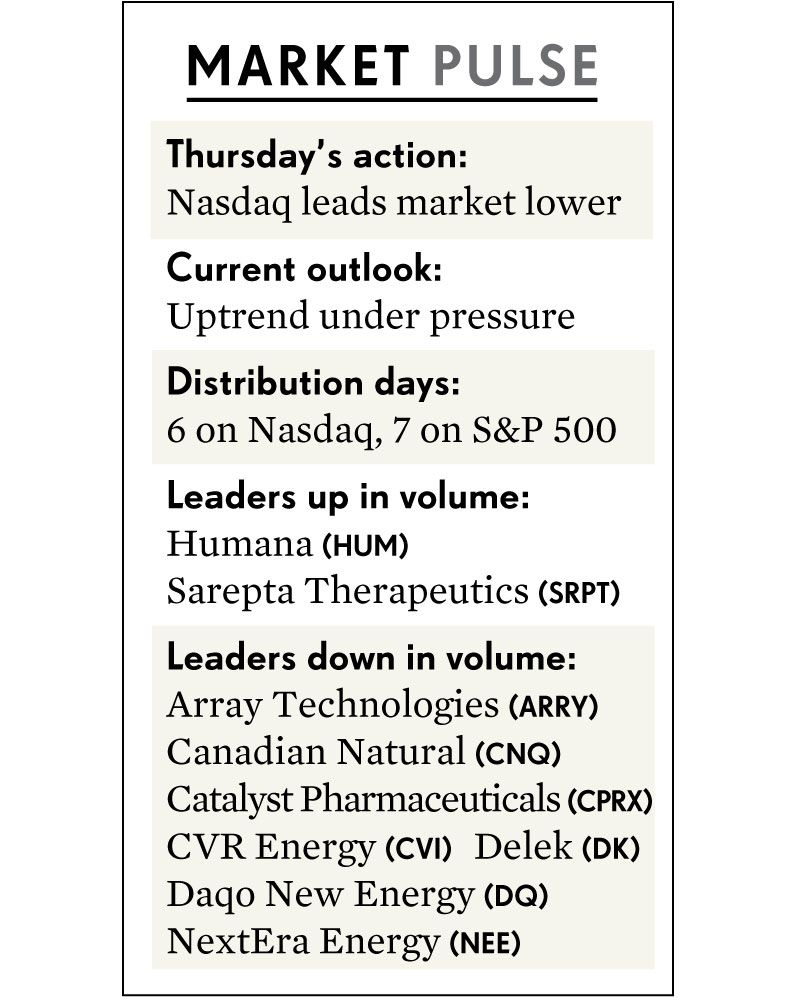 MARKET PULSE
Thursday’s action:
Nasdaq leads market lower
Current outlook:
Uptrend under pressure
Distribution days:
6 on Nasdaq, 7 on S&P 500
Leaders up in volume:
Humana (HUM)
Sarepta Therapeutics (SRPT)
Leaders down in volume:
Array Technologies (ARRY)
Canadian Natural (CNQ)
Catalyst Pharmaceuticals (CPRX)
CVR Energy (CVI) Delek (DK)
Daqo New Energy (DQ)
NextEra Energy (NEE)